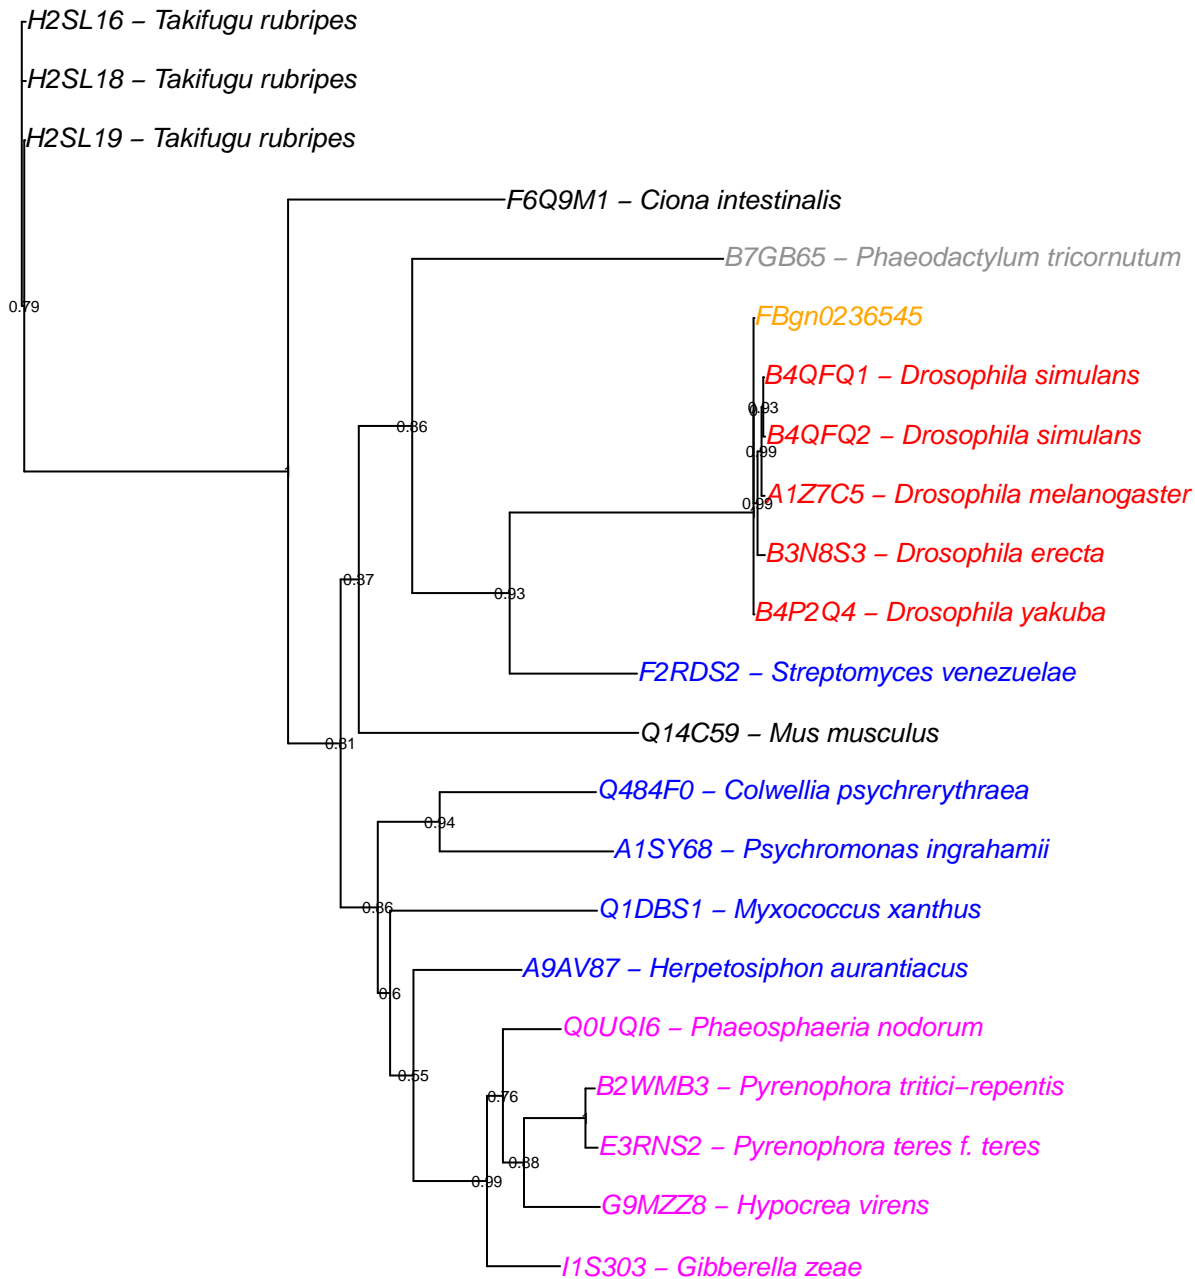 H2SL16 – Takifugu rubripes
H2SL18 – Takifugu rubripes
H2SL19 – Takifugu rubripes
F6Q9M1 – Ciona intestinalis
B7GB65 – Phaeodactylum tricornutum
0.79
FBgn0236545
B4QFQ1 – Drosophila simulans
0.93
0.86
B4QFQ2 – Drosophila simulans
0.99
1
A1Z7C5 – Drosophila melanogaster
0.99
B3N8S3 – Drosophila erecta
0.87
0.93
B4P2Q4 – Drosophila yakuba
F2RDS2 – Streptomyces venezuelae
Q14C59 – Mus musculus
0.81
Q484F0 – Colwellia psychrerythraea
0.94
A1SY68 – Psychromonas ingrahamii
0.86
Q1DBS1 – Myxococcus xanthus
A9AV87 – Herpetosiphon aurantiacus
0.6
Q0UQI6 – Phaeosphaeria nodorum
0.55
B2WMB3 – Pyrenophora tritici–repentis
0.76
1
E3RNS2 – Pyrenophora teres f. teres
0.88
0.99
G9MZZ8 – Hypocrea virens
I1S303 – Gibberella zeae